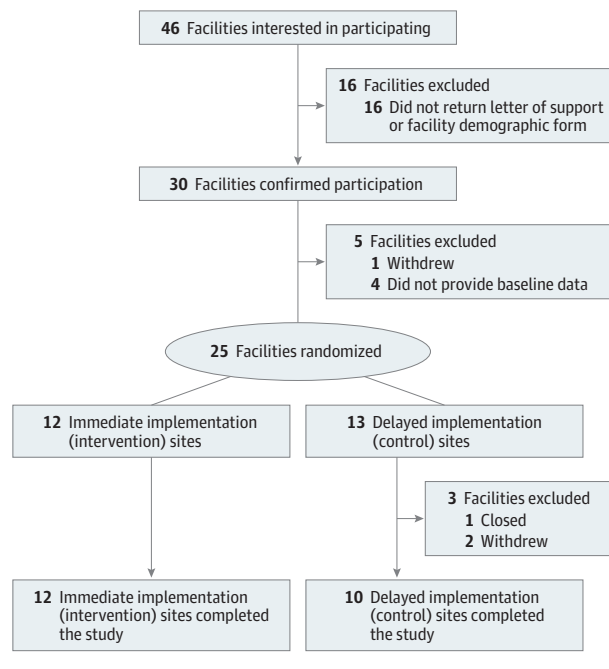 46 Facilities interested in participating
16 Facilities excluded
16 Did not return letter of support
or facility demographic form
30 Facilities confirmed participation
5 Facilities excluded
1 Withdrew
4 Did not provide baseline data
25 Facilities randomized
12 Immediate implementation
(intervention) sites
13 Delayed implementation
(control) sites
3 Facilities excluded
1 Closed
2 Withdrew
12 Immediate implementation
(intervention) sites completed
the study
10 Delayed implementation
(control) sites completed
the study